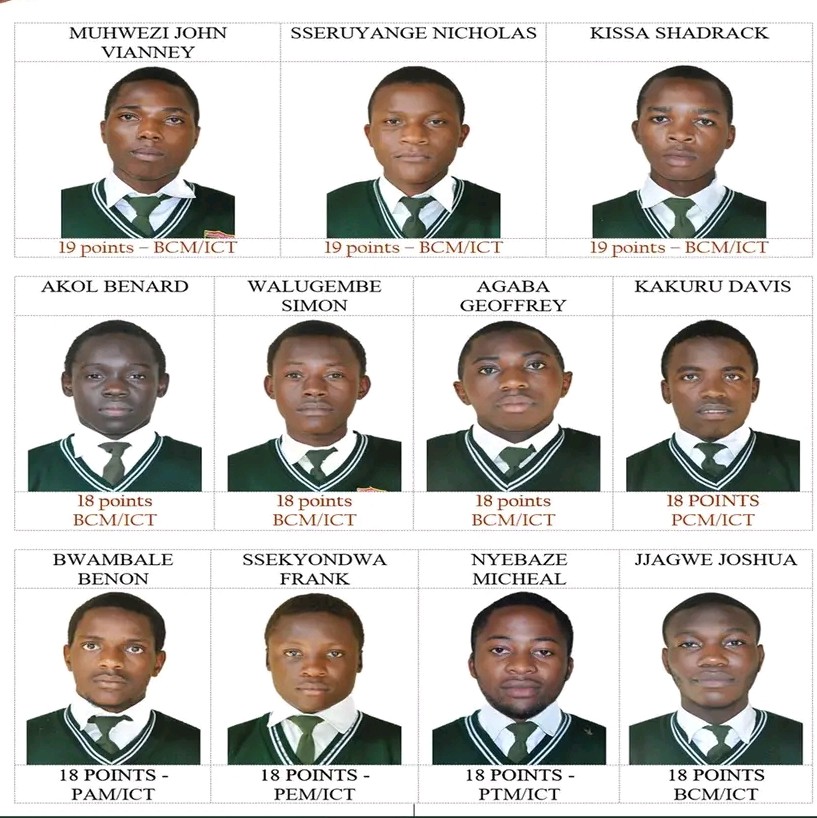 MUHWEZI JOHN
VIANNEY
SSERUYANGE NICHOLAS
KISSA SHADRACK
19 points – BCM/ICT
19 points – BCM/ICT
19 points – BCM/ICT
AKOL BENARD
WALUGEMBE
SIMON
AGABA
GEOFFREY
KAKURU DAVIS
18 points
BCM/ICT
18 points
BCM/ICT
18 points
BCM/ICT
18 POINTS
PCM/ICT
BWAMBALE
BENON
SSEKYONDWA
FRANK
NYEBAZE
MICHEAL
JJAGWE JOSHUA
18 POINTS -
PAM/ICT
18 POINTS -
PEM/ICT
18 POINTS -
PTM/ICT
18 POINTS
BCM/ICT